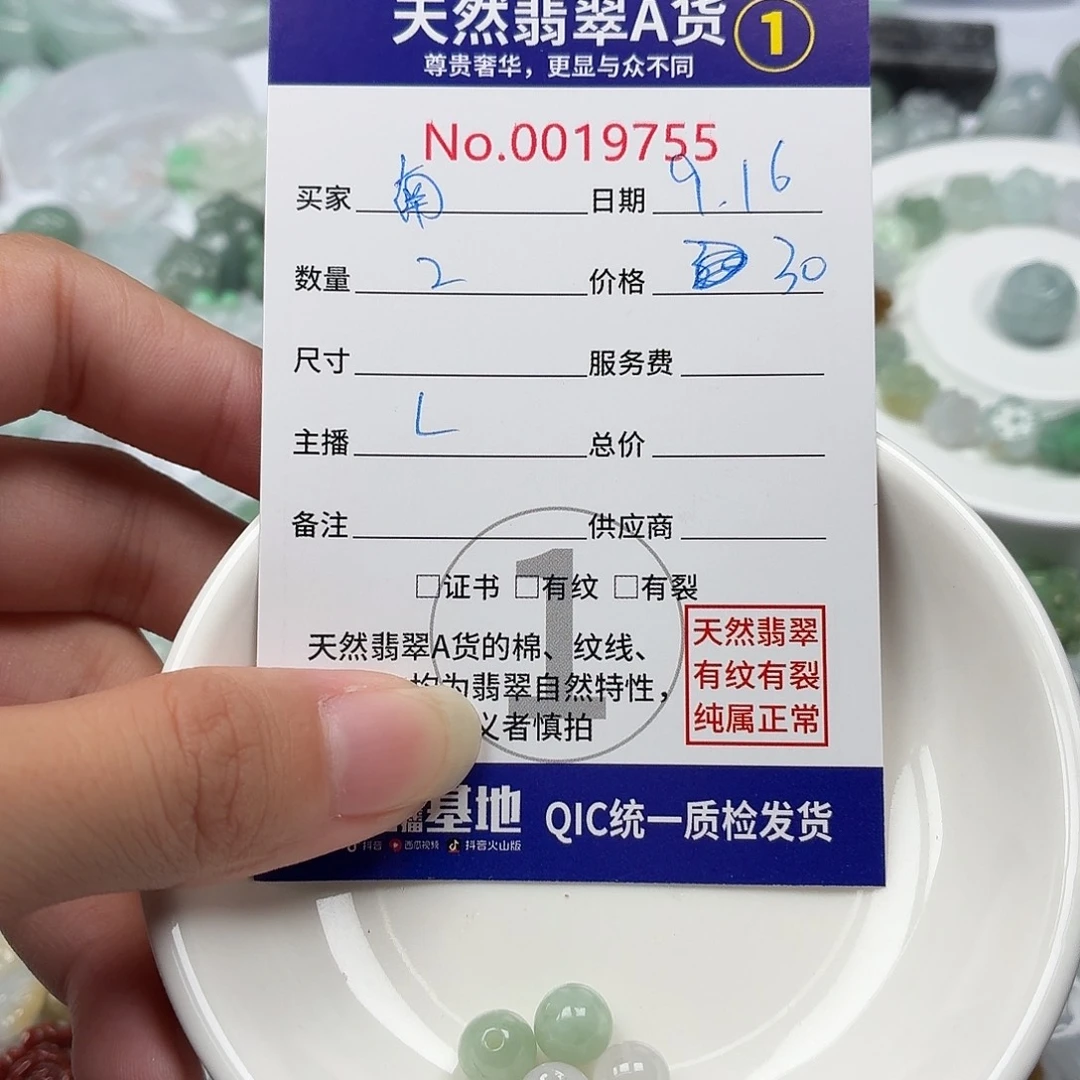 天然翡翠A货 1
尊贵奢华，更显与众不同
No.0019755
买家 南 日期 9.16
数量 2 价格 30
尺寸 服务费
主播 L 总价
备注 供应商
□证书 □有纹 □有裂
天然翡翠A货的棉、纹线、
均为翡翠自然特性，
义者慎拍
1
天然翡翠
有纹有裂
纯属正常
播基地 QIC统一质检发货
抖音 西瓜视频 抖音火山版